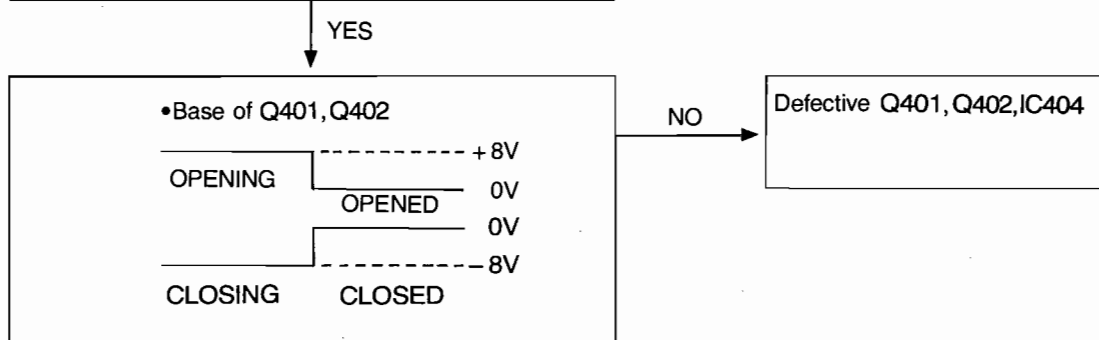 YES
•Base of Q401, Q402
NO
Defective Q401, Q402, IC404
+8V
OPENING
0V
OPENED
0V
−8V
CLOSING CLOSED